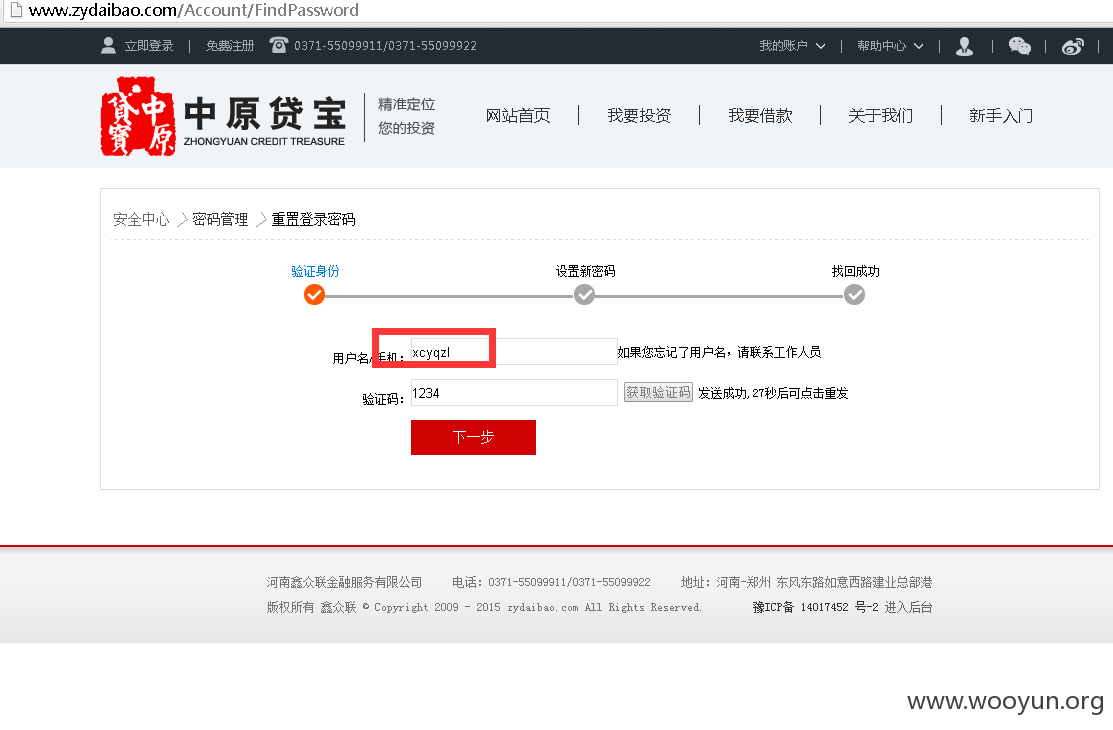 www.zydaibao.com/Account/FindPassword
立即登录 | 免费注册 0371-55099911/0371-55099922 我的账户 | 帮助中心 | | | |
中原贷宝 ZHONGYUAN CREDIT TREASURE
貸寶中原
精准定位
您的投资
网站首页 | 我要投资 | 我要借款 | 关于我们 | 新手入门
安全中心 密码管理 重置登录密码
验证身份 设置新密码 找回成功
用户名/手机： xcyqzl 如果您忘记了用户名，请联系工作人员
验证码： 1234 获取验证码 发送成功,27秒后可点击重发
下一步
河南鑫众联金融服务有限公司 电话：0371-55099911/0371-55099922 地址：河南-郑州 东风东路如意西路建业总部港
版权所有 鑫众联 © Copyright 2009 - 2015 zydaibao.com All Rights Reserved. 豫ICP备 14017452 号-2 进入后台
www.wooyun.org